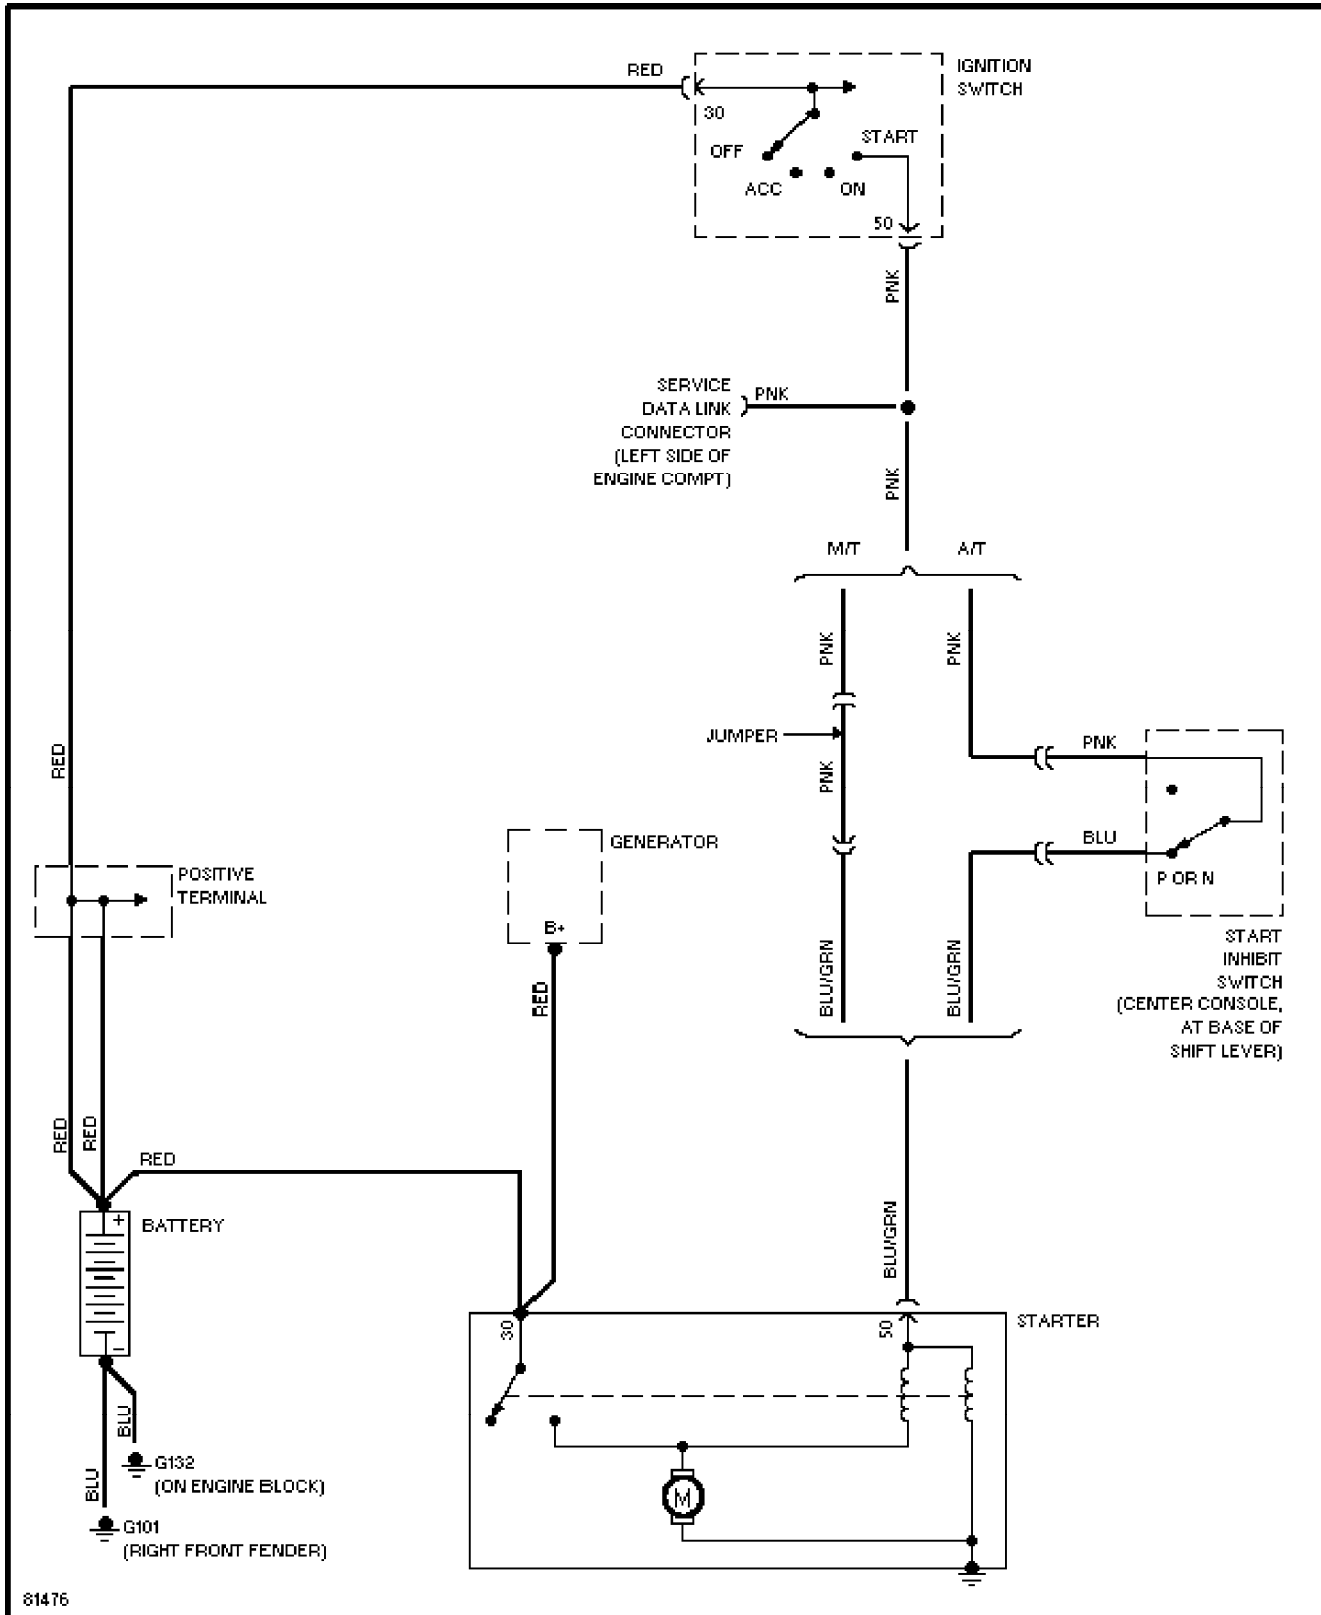 RED
IGNITION
SWITCH
30
START
OFF
ACC
ON
50
PNK
SERVICE
DATA LINK
CONNECTOR
(LEFT SIDE OF
ENGINE COMPT)
PNK
PNK
M/T
A/T
PNK
PNK
JUMPER
PNK
PNK
RED
GENERATOR
BLU
POSITIVE
TERMINAL
P OR N
B+
RED
BLU/GRN
BLU/GRN
START
INHIBIT
SWITCH
(CENTER CONSOLE,
AT BASE OF
SHIFT LEVER)
RED
RED
RED
BATTERY
+
-
BLU/GRN
30
50
STARTER
BLU
BLU
G132
(ON ENGINE BLOCK)
M
G101
(RIGHT FRONT FENDER)
81476